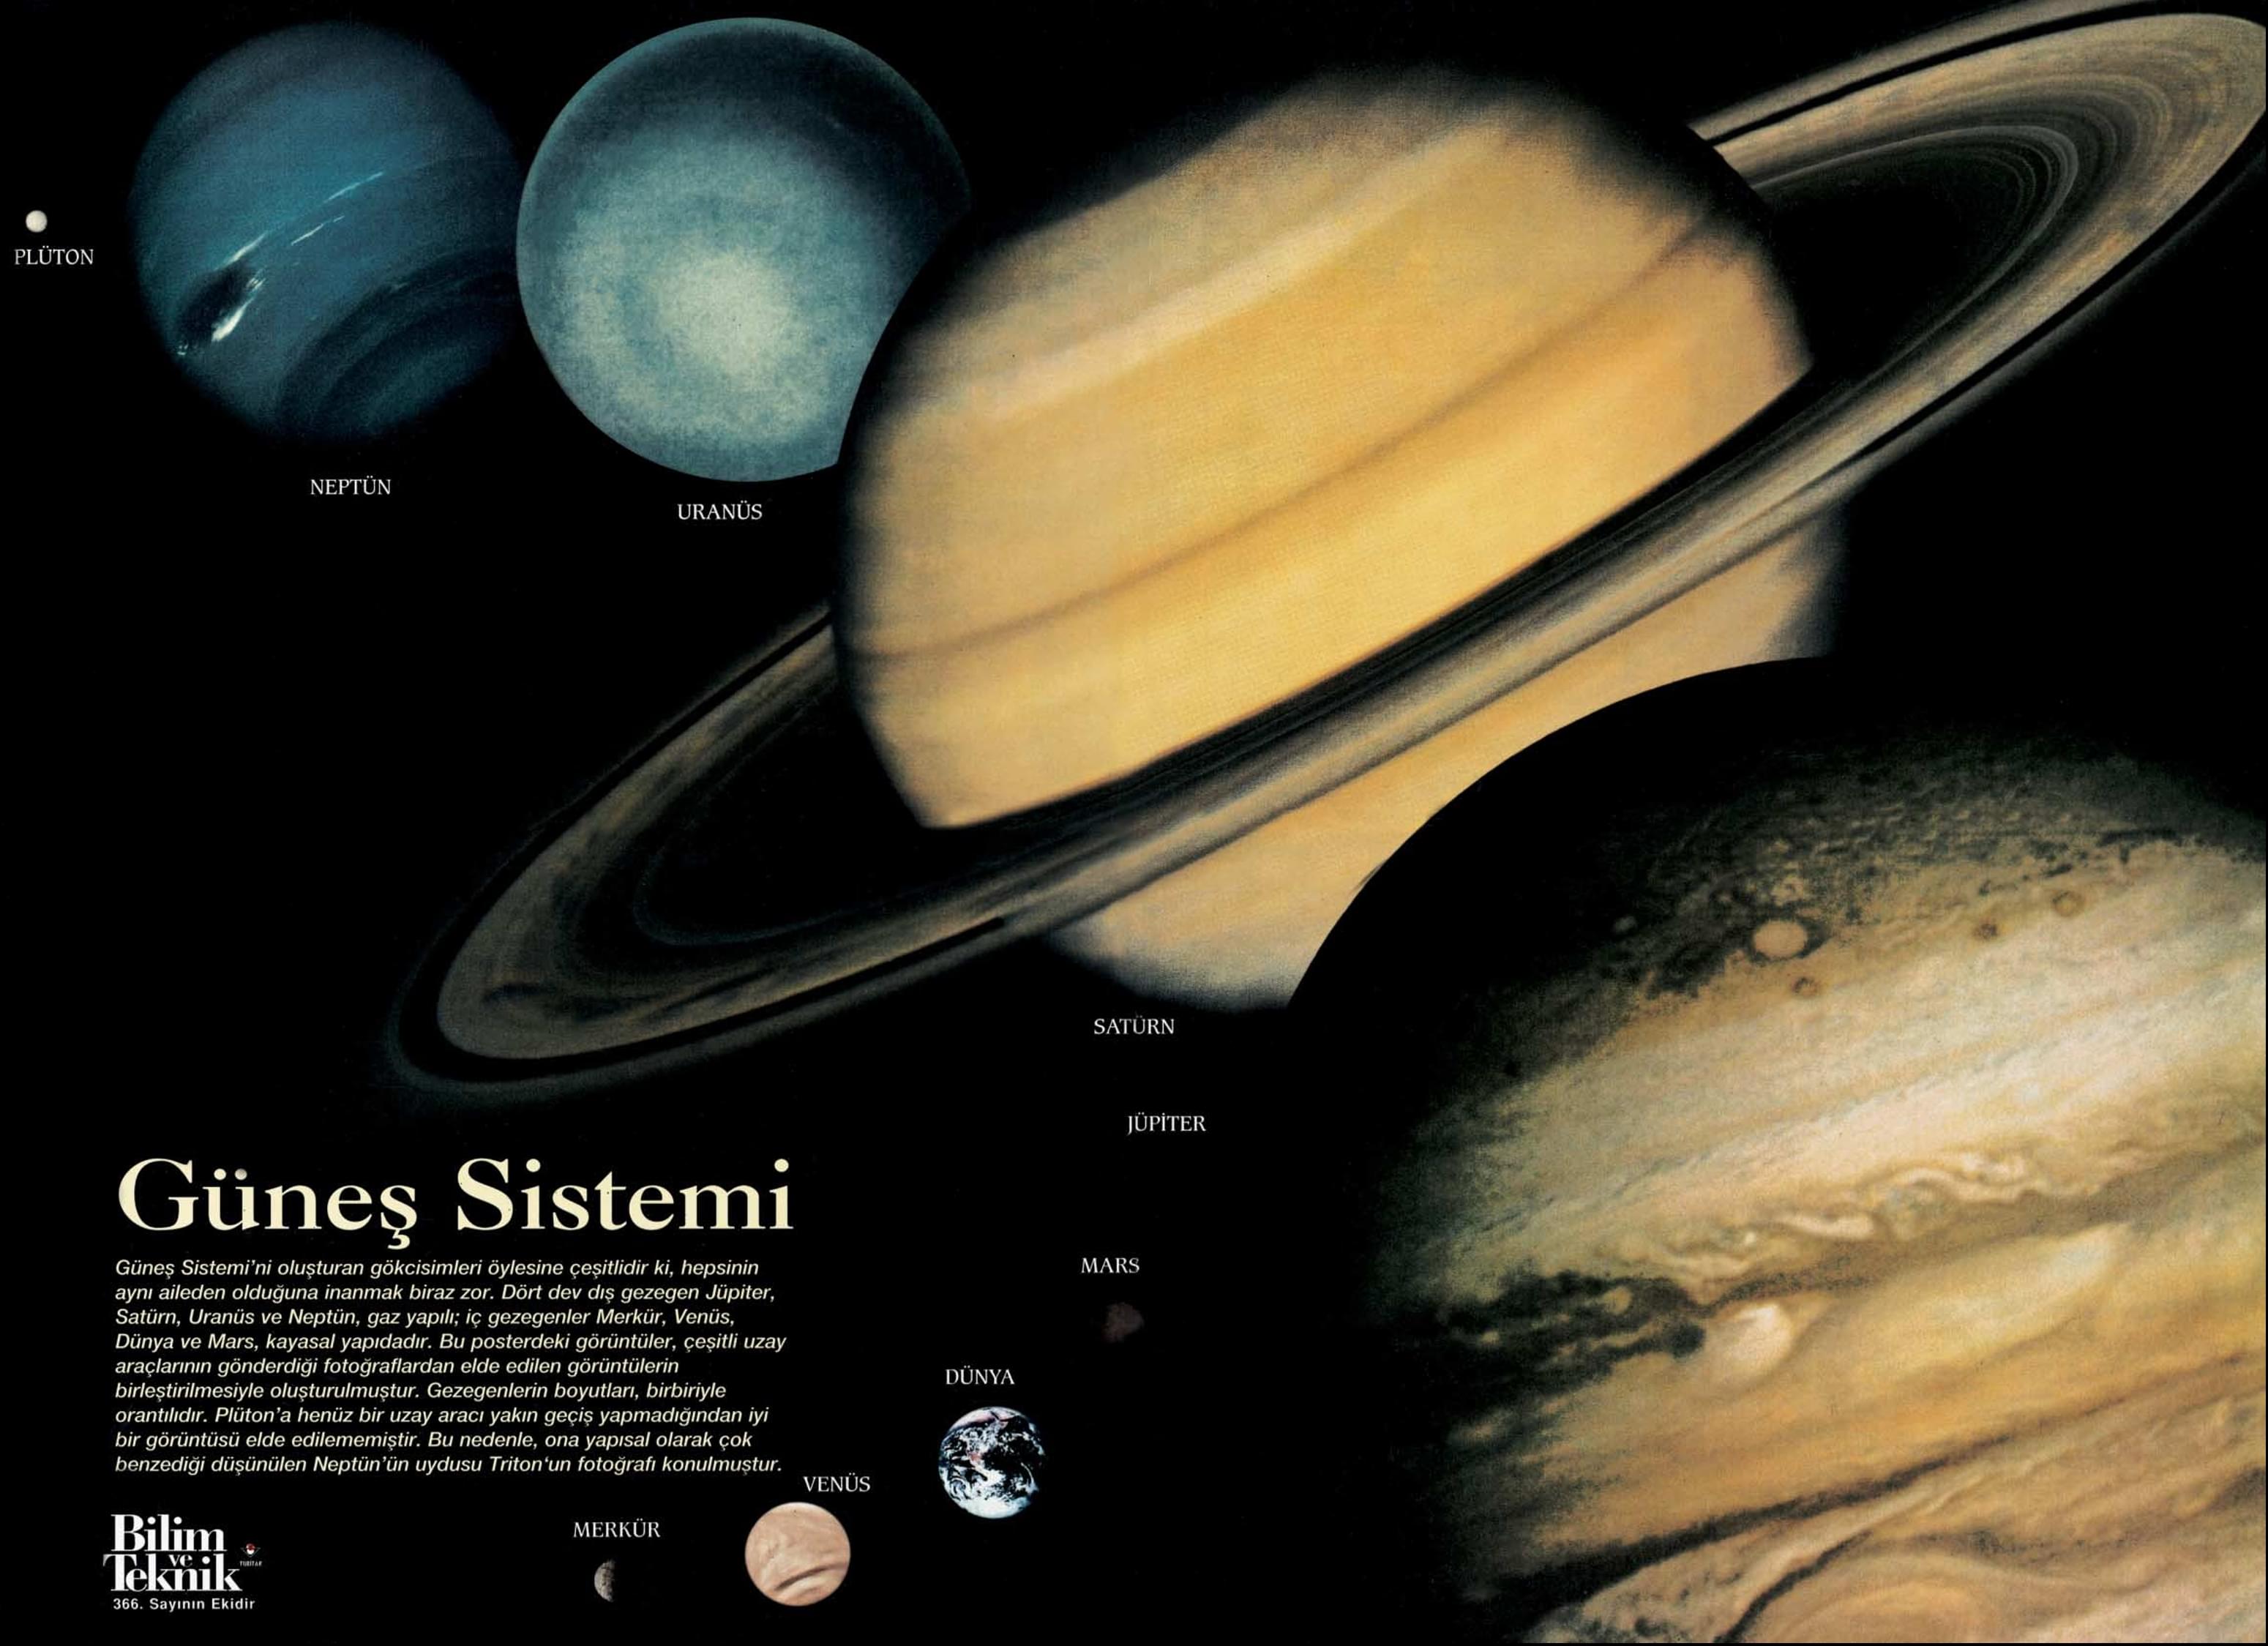 PLÜTON
NEPTÜN
URANÜS
SATÜRN
JÜPİTER
Güneş Sistemi
Güneş Sistemi'ni oluşturan gökcisimleri öylesine çeşitlidir ki, hepsinin
aynı aileden olduğuna inanmak biraz zor. Dört dev dış gezegen Jüpiter,
Satürn, Uranüs ve Neptün, gaz yapılı; iç gezegenler Merkür, Venüs,
Dünya ve Mars, kayasal yapıdadır. Bu posterdeki görüntüler, çeşitli uzay
araçlarının gönderdiği fotoğraflardan elde edilen görüntülerin
birleştirilmesiyle oluşturulmuştur. Gezegenlerin boyutları, birbiriyle
orantılıdır. Plüton'a henüz bir uzay aracı yakın geçiş yapmadığından iyi
bir görüntüsü elde edilememiştir. Bu nedenle, ona yapısal olarak çok
benzediği düşünülen Neptün'ün uydusu Triton'un fotoğrafı konulmuştur.
MARS
DÜNYA
VENÜS
MERKÜR
Bilim
ve
Teknik
TÜBİTAK
366. Sayının Ekidir